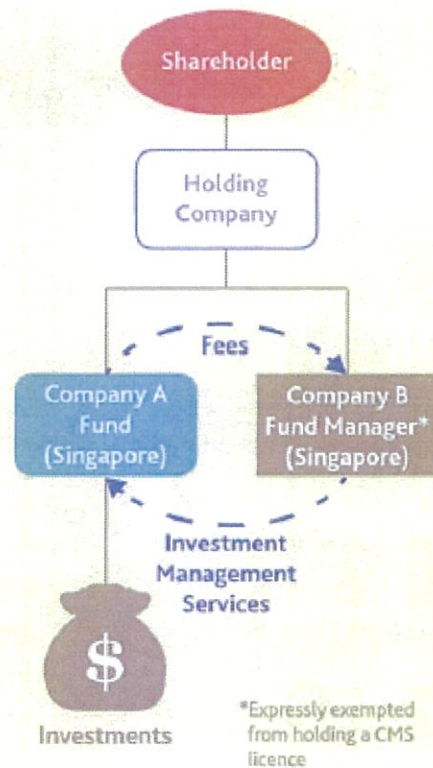 Shareholder
Holding
Company
Fees
Company A
Fund
(Singapore)
Company B
Fund Manager*
(Singapore)
Investment
Management
Services
$
Investments
*Expressly exempted
from holding a CMS
licence